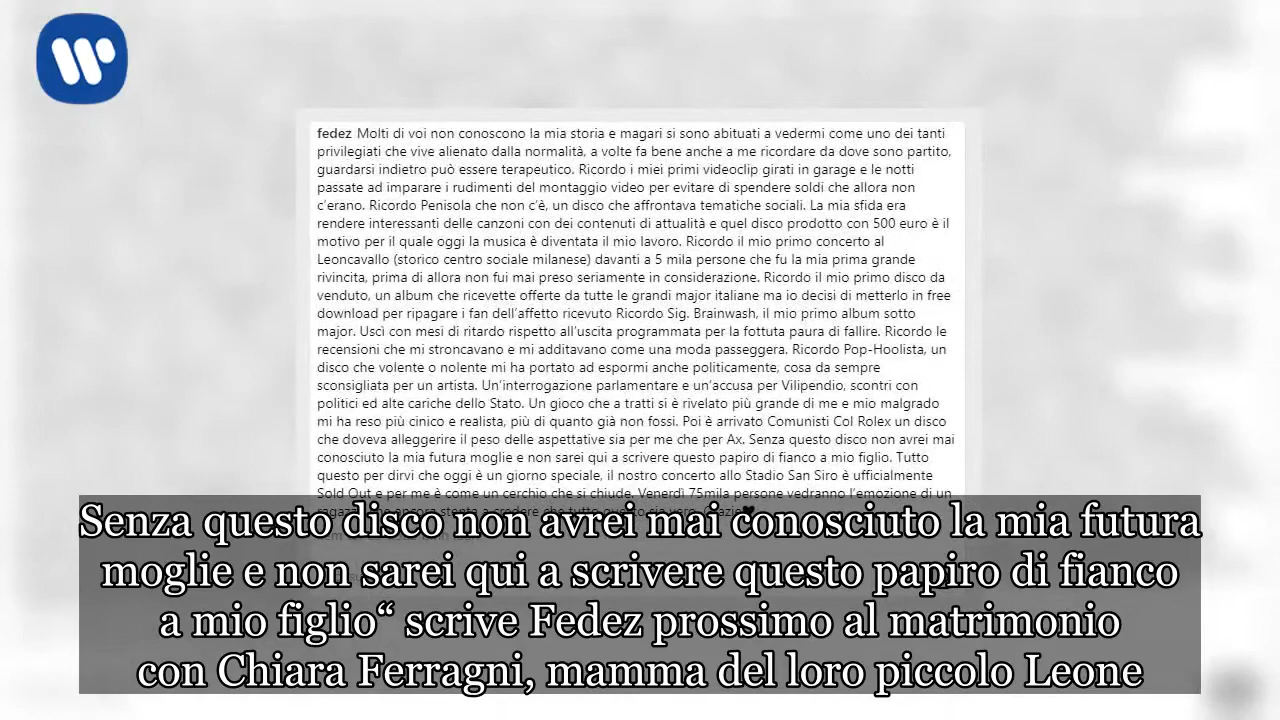 fedez Molti di voi non conoscono la mia storia e magari si sono abituati a vedermi come uno dei tanti
privilegiati che vive alienato dalla normalità, a volte fa bene anche a me ricordare da dove sono partito,
guardarsi indietro può essere terapeutico. Ricordo i miei primi videoclip girati in garage e le notti
passate ad imparare i rudimenti del montaggio video per evitare di spendere soldi che allora non
c'erano. Ricordo Penisola che non c'è, un disco che affrontava tematiche sociali. La mia sfida era
rendere interessanti delle canzoni con dei contenuti di attualità e quel disco prodotto con 500 euro è il
motivo per il quale oggi la musica è diventata il mio lavoro. Ricordo il mio primo concerto al
Leoncavallo (storico centro sociale milanese) davanti a 5 mila persone che fu la mia prima grande
rivincita, prima di allora non fui mai preso seriamente in considerazione. Ricordo il mio primo disco da
venduto, un album che ricevette offerte da tutte le grandi major italiane ma io decisi di metterlo in free
download per ripagare i fan dell'affetto ricevuto Ricordo Sig. Brainwash, il mio primo album sotto
major. Uscì con mesi di ritardo rispetto all'uscita programmata per la fottuta paura di fallire. Ricordo le
recensioni che mi stroncavano e mi additavano come una moda passeggera. Ricordo Pop-Hoolista, un
disco che volente o nolente mi ha portato ad espormi anche politicamente, cosa da sempre
sconsigliata per un artista. Un'interrogazione parlamentare e un'accusa per Vilipendio, scontri con
politici ed alte cariche dello Stato. Un gioco che a tratti si è rivelato più grande di me e mio malgrado
mi ha reso più cinico e realista, più di quanto già non fossi. Poi è arrivato Comunisti Col Rolex un disco
che doveva alleggerire il peso delle aspettative sia per me che per Ax. Senza questo disco non avrei mai
conosciuto la mia futura moglie e non sarei qui a scrivere questo papiro di fianco a mio figlio. Tutto
questo per dirvi che oggi è un giorno speciale, il nostro concerto allo Stadio San Siro è ufficialmente
Sold Out e per me è come un cerchio che si chiude. Venerdì 75mila persone vedranno l'emozione di un
Senza questo disco non avrei mai conosciuto la mia futura
moglie e non sarei qui a scrivere questo papiro di fianco
a mio figlio“ scrive Fedez prossimo al matrimonio
con Chiara Ferragni, mamma del loro piccolo Leone